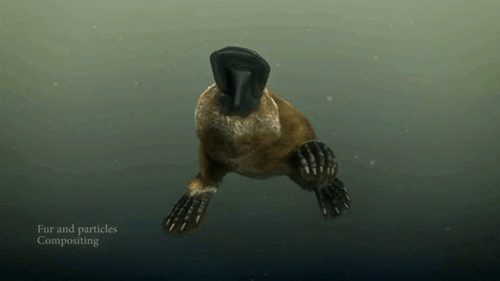 Fur and particles
Compositing